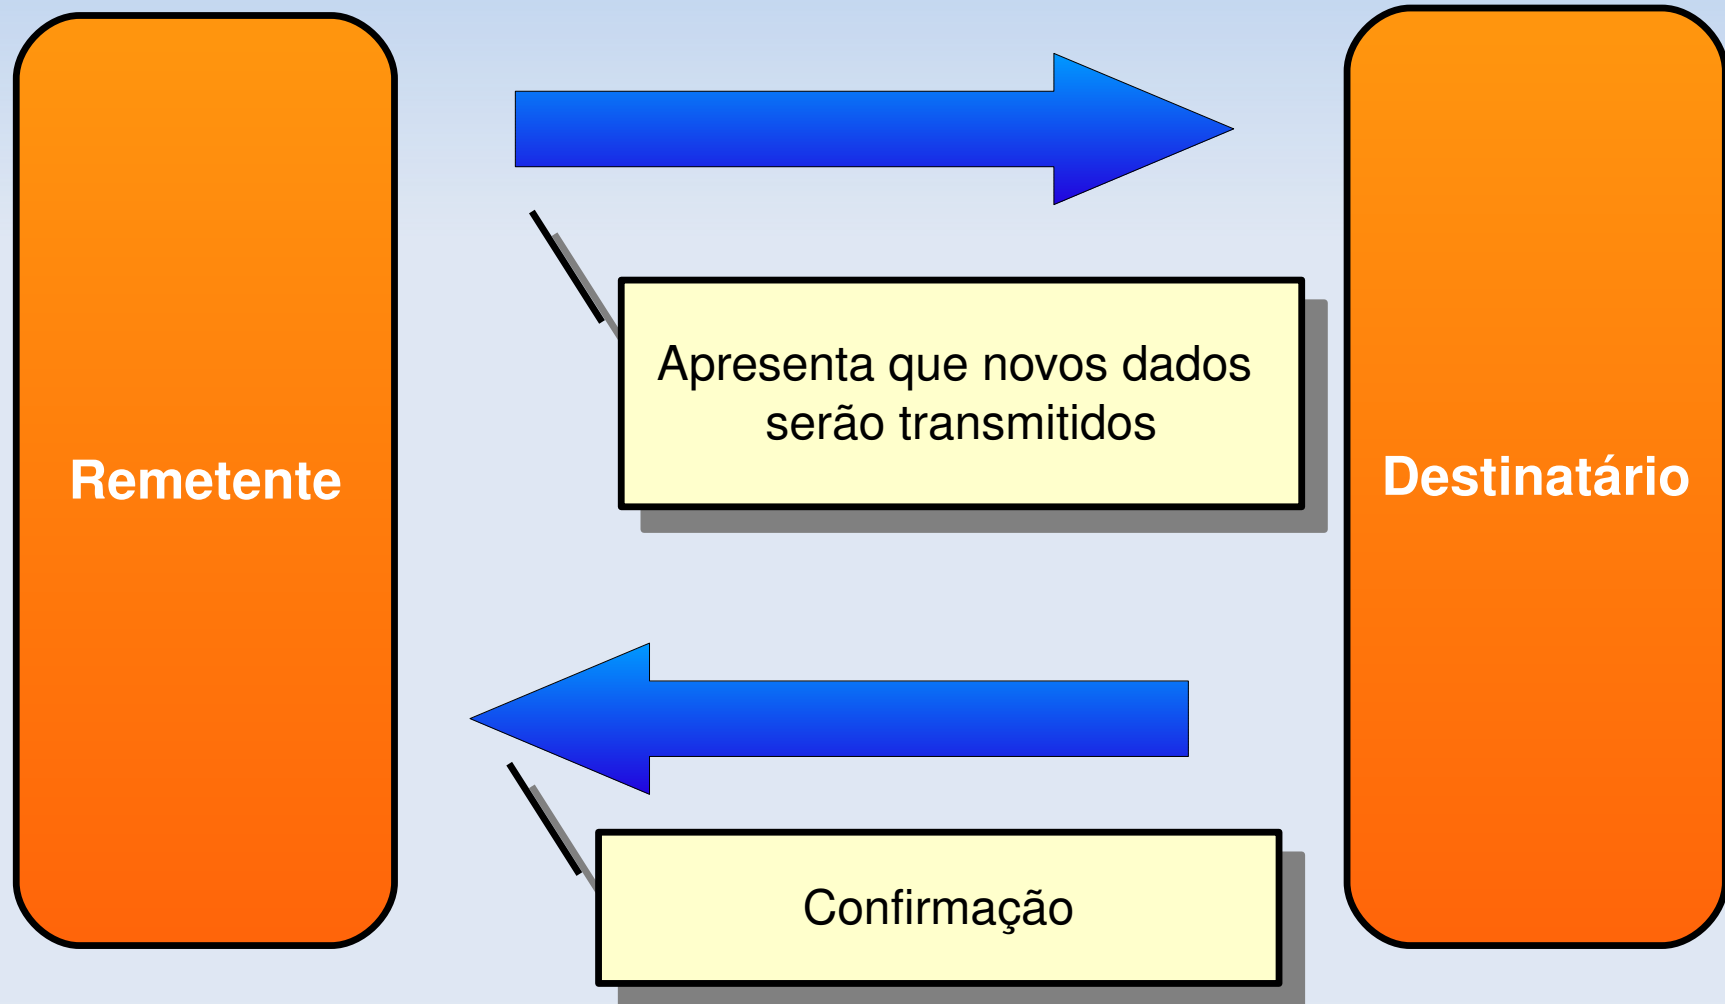 Remetente
Apresenta que novos dados
serão transmitidos
Destinatário
Confirmação